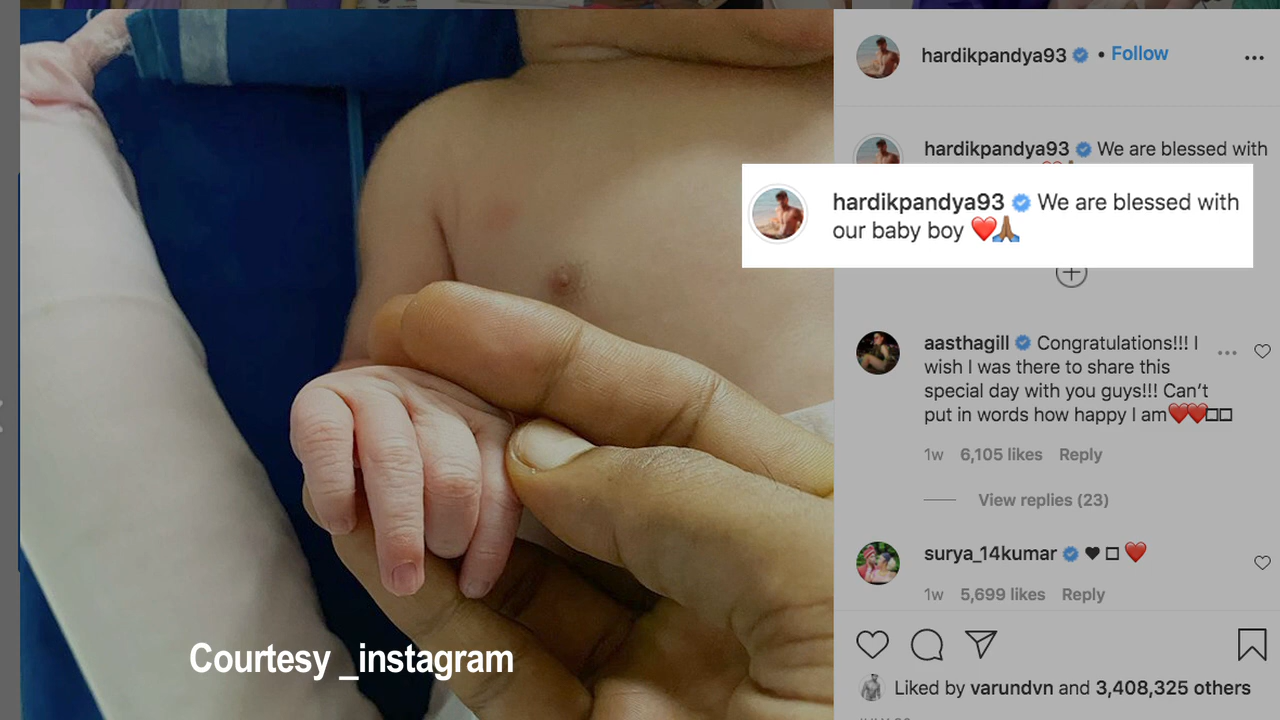 hardikpandya93 • Follow
hardikpandya93 We are blessed with
hardikpandya93 We are blessed with
our baby boy ❤️🙏🏾
aasthagill Congratulations!!! I
wish I was there to share this
special day with you guys!!! Can't
put in words how happy I am❤️❤️□□
1w 6,105 likes Reply
View replies (23)
surya_14kumar ♥ □ ❤️
1w 5,699 likes Reply
Liked by varundvn and 3,408,325 others
Courtesy _instagram